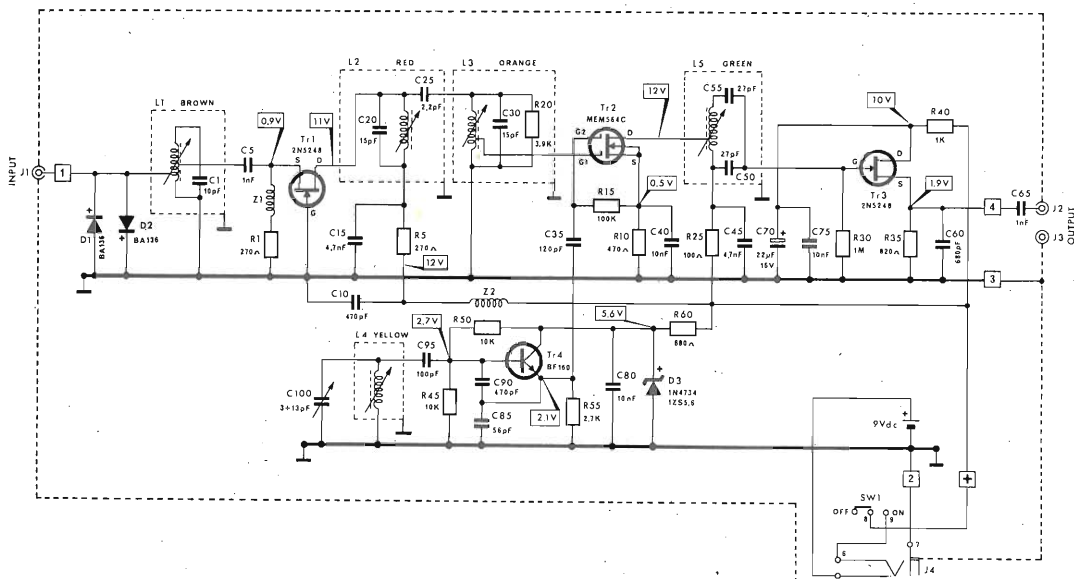 L1 BROWN
L2 RED
L3 ORANGE
L5 GREEN
INPUT
J1
1
D1
BA136
D2
BA136
C1
10pF
C5
1nF
0,9V
Z1
R1
270Ω
Tr1
2N5248
S
D
G
11V
C20
15pF
C25
2,2pF
C30
15pF
R20
3.9K
C15
4,7nF
R5
270Ω
12V
C10
470pF
Z2
Tr2
MEM564C
G2
G1
D
S
12V
R15
100K
C35
120pF
R10
470Ω
0,5V
C40
10nF
C55
27pF
27pF
C50
R25
100Ω
C45
4,7nF
C70
22µF
15V
C75
10nF
10V
R40
1K
G
D
S
Tr3
2N5248
R30
1M
1.9V
R35
820Ω
C60
680pF
4
C65
1nF
J2
J3
OUTPUT
3
L4 YELLOW
C100
3÷13pF
C95
100pF
2,7V
R50
10K
R45
10K
C90
470pF
C85
56pF
Tr4
BF160
2.1V
R55
2,7K
5.6V
C80
10nF
D3
1N4734
1ZS5,6
R60
680Ω
9Vdc
+
2
+
SW1
OFF
8
9
ON
7
6
J4